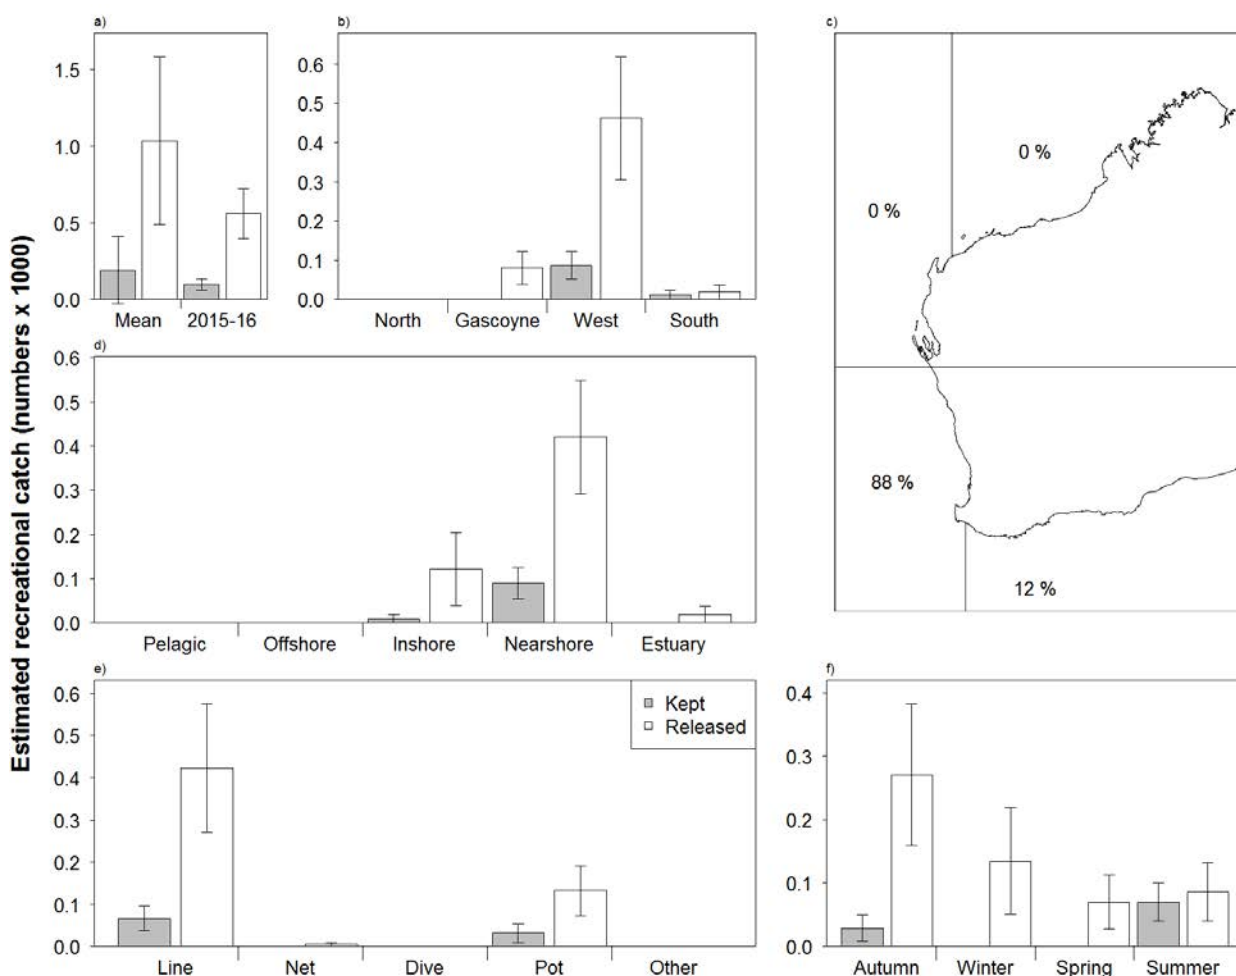 Estimated recreational catch (numbers x 1000)
a)
1.5
1.0
0.5
0.0
Mean 2015-16
b)
0.6
0.5
0.4
0.3
0.2
0.1
0.0
North Gascoyne West South
c)
0 %
0 %
88 %
12 %
d)
0.6
0.5
0.4
0.3
0.2
0.1
0.0
Pelagic Offshore Inshore Nearshore Estuary
e)
0.6
0.5
0.4
0.3
0.2
0.1
0.0
Kept
Released
Line Net Dive Pot Other
f)
0.4
0.3
0.2
0.1
0.0
Autumn Winter Spring Summer